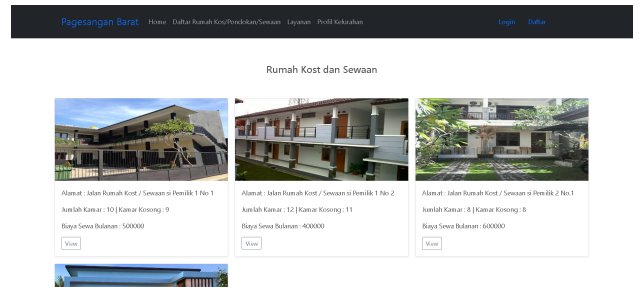 Pagesangan Barat Home Daftar Rumah Kos/Pondokan/Sewaan Layanan Profil Kelurahan Login Daftar
Rumah Kost dan Sewaan
Alamat : Jalan Rumah Kost / Sewaan si Pemilik 1 No 1
Jumlah Kamar : 10 | Kamar Kosong : 9
Biaya Sewa Bulanan : 500000
View
Alamat : Jalan Rumah Kost / Sewaan si Pemilik 1 No 2
Jumlah Kamar : 12 | Kamar Kosong : 11
Biaya Sewa Bulanan : 400000
View
Alamat : Jalan Rumah Kost / Sewaan si Pemilik 2 No.1
Jumlah Kamar : 8 | Kamar Kosong : 8
Biaya Sewa Bulanan : 600000
View